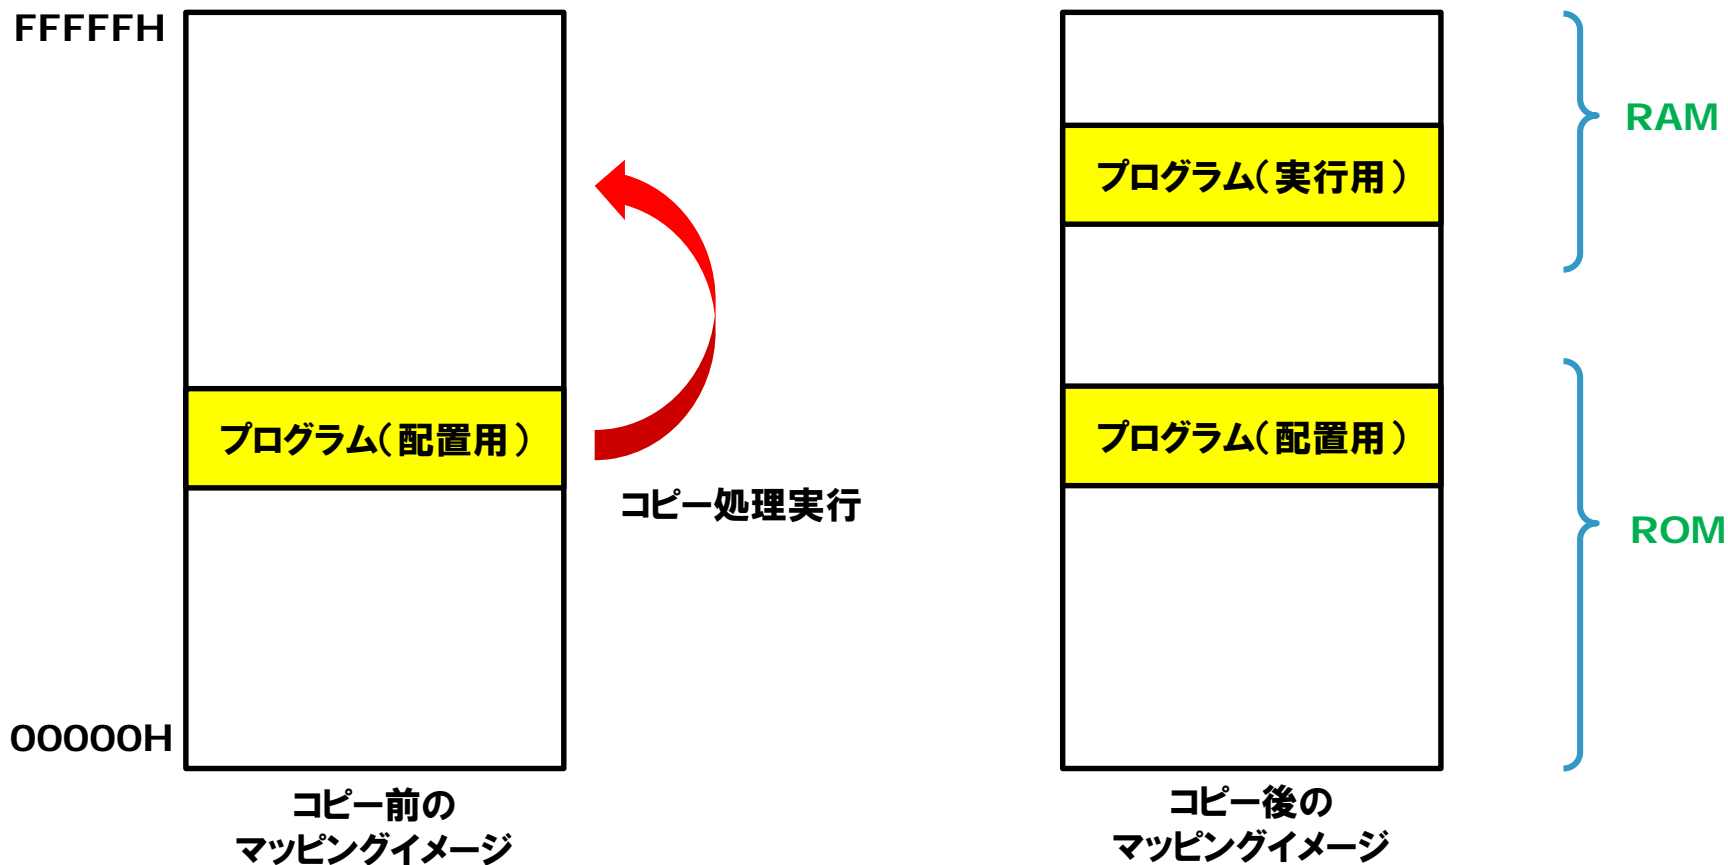 FFFFFH
RAM
プログラム(実行用)
プログラム(配置用)
プログラム(配置用)
コピー処理実行
ROM
00000H
コピー前の
マッピングイメージ
コピー後の
マッピングイメージ